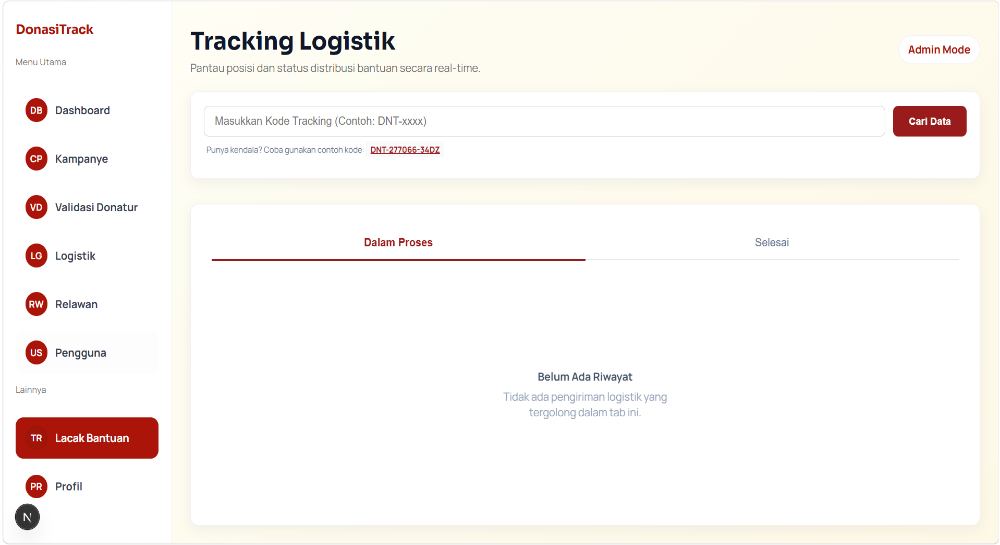 DonasiTrack
Menu Utama
DB Dashboard
CP Kampanye
VD Validasi Donatur
LG Logistik
RW Relawan
US Pengguna
Lainnya
TR Lacak Bantuan
PR Profil
N
Tracking Logistik
Pantau posisi dan status distribusi bantuan secara real-time.
Admin Mode
Masukkan Kode Tracking (Contoh: DNT-xxxx)
Cari Data
Punya kendala? Coba gunakan contoh kode: DNT-277066-34DZ
Dalam Proses
Selesai
Belum Ada Riwayat
Tidak ada pengiriman logistik yang
tergolong dalam tab ini.